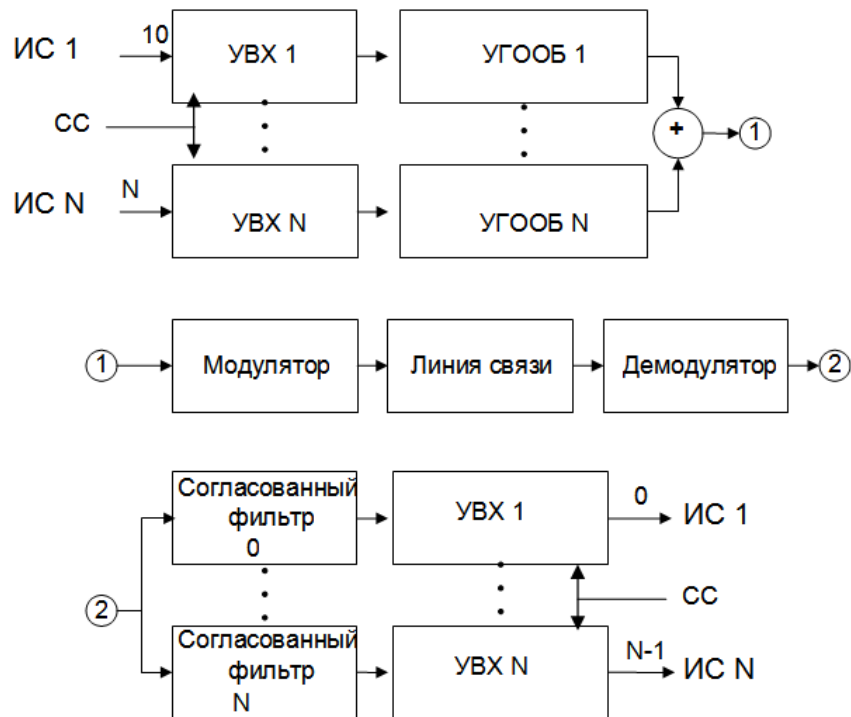 10
ИС 1
УВХ 1
УГООБ 1
СС
+
1
N
ИС N
УВХ N
УГООБ N
1
Модулятор
Линия связи
Демодулятор
2
Согласованный
фильтр
0
УВХ 1
0
ИС 1
2
СС
Согласованный
фильтр
N
УВХ N
N-1
ИС N